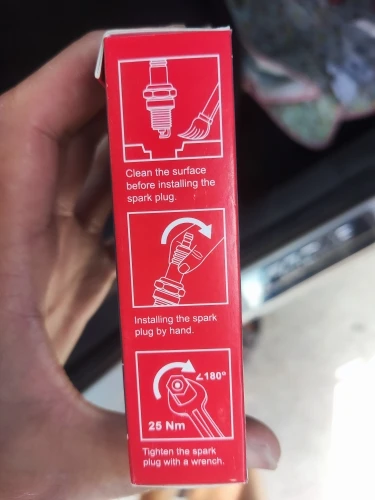 Clean the surface
before installing the
spark plug.
Installing the spark
plug by hand.
∠180°
25 Nm
Tighten the spark
plug with a wrench.